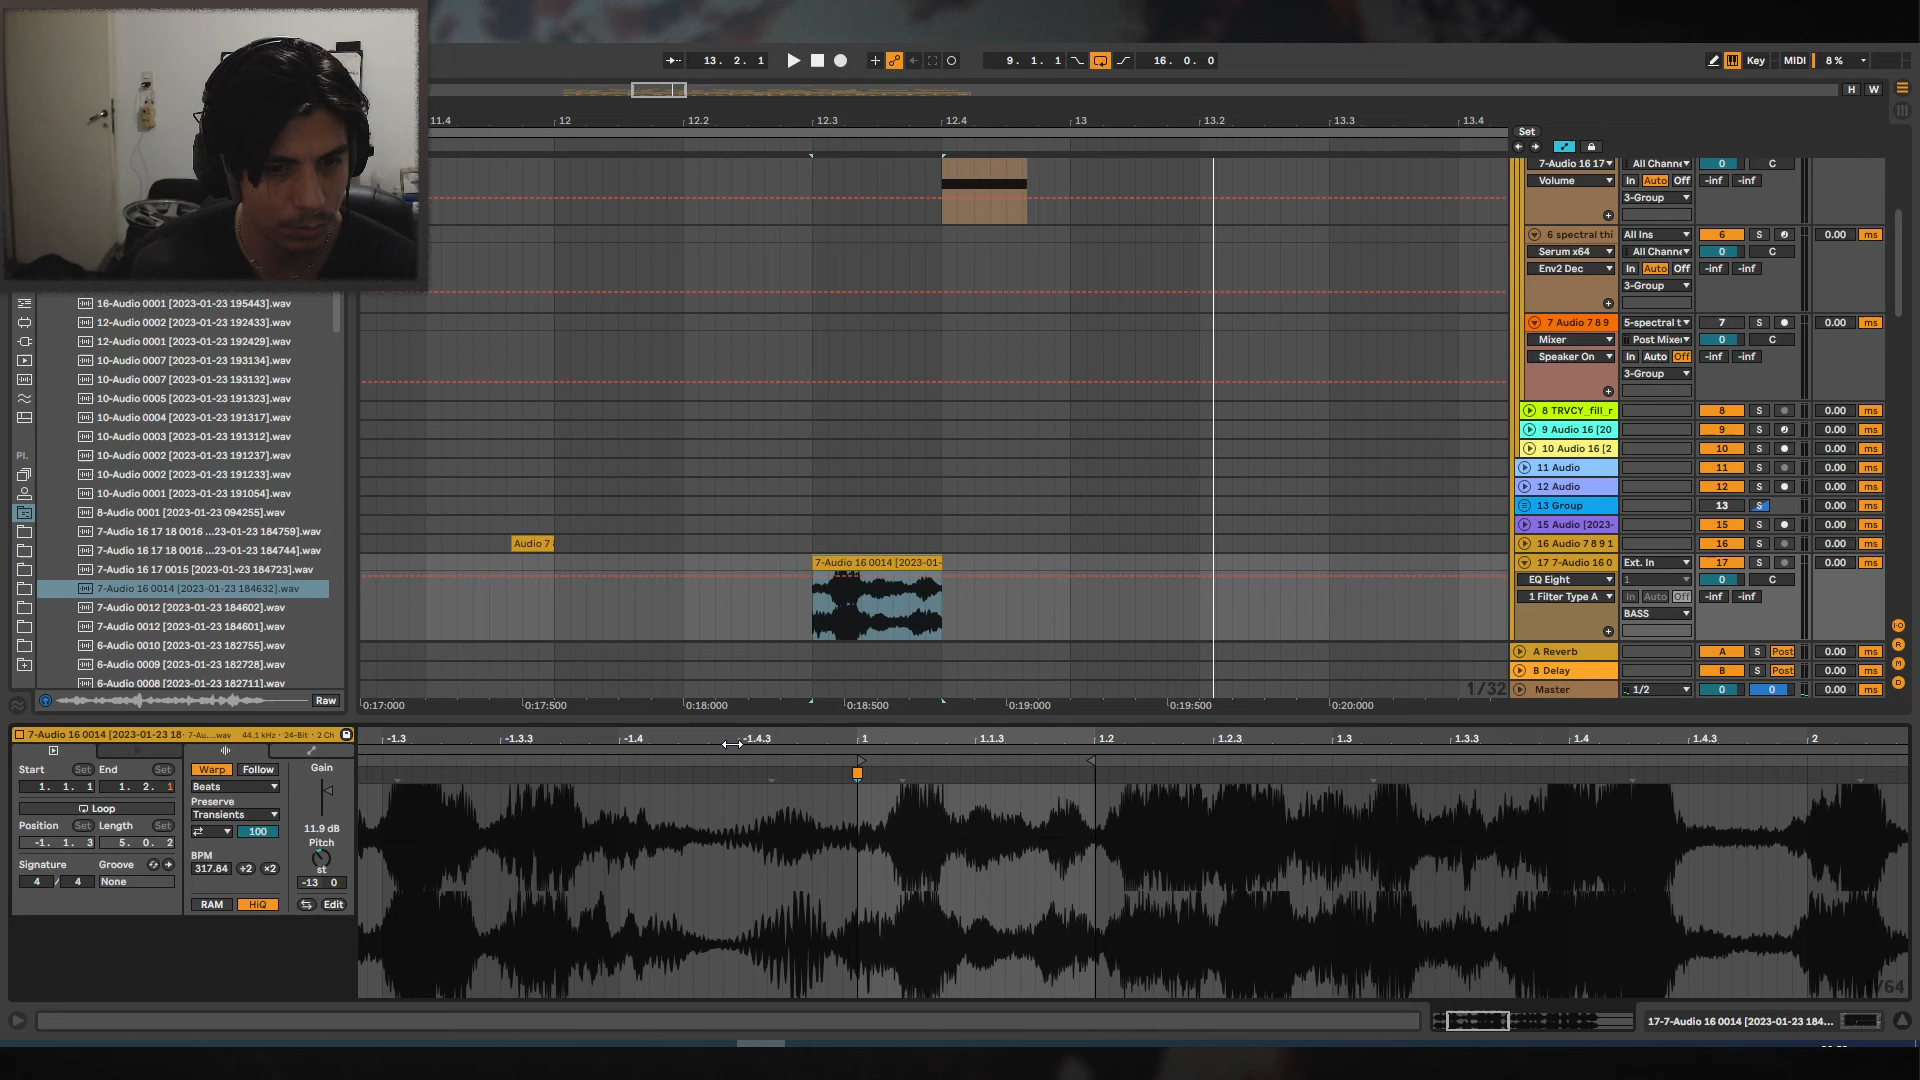 13. 2. 1
9. 1. 1
16. 0. 0
Key
MIDI
8 %
H W
11.4 12 12.2 12.3 12.4 13 13.2 13.3 13.4
Set
7-Audio 16 17 All Channe 0 C
Volume In Auto Off -inf -inf
3-Group
6 spectral thi All Ins 6 S 0.00 ms
Serum x64 All Channe 0 C
Env2 Dec In Auto Off -inf -inf
3-Group
16-Audio 0001 [2023-01-23 195443].wav
12-Audio 0002 [2023-01-23 192433].wav
12-Audio 0001 [2023-01-23 192429].wav
10-Audio 0007 [2023-01-23 193134].wav
10-Audio 0007 [2023-01-23 193132].wav
10-Audio 0005 [2023-01-23 191323].wav
10-Audio 0004 [2023-01-23 191317].wav
10-Audio 0003 [2023-01-23 191312].wav
10-Audio 0002 [2023-01-23 191237].wav
10-Audio 0002 [2023-01-23 191233].wav
10-Audio 0001 [2023-01-23 191054].wav
8-Audio 0001 [2023-01-23 094255].wav
7-Audio 16 17 18 0016 ...23-01-23 184759].wav
7-Audio 16 17 18 0016 ...23-01-23 184744].wav
7-Audio 16 17 0015 [2023-01-23 184723].wav
7-Audio 16 0014 [2023-01-23 184632].wav
7-Audio 0012 [2023-01-23 184602].wav
7-Audio 0012 [2023-01-23 184601].wav
6-Audio 0010 [2023-01-23 182755].wav
6-Audio 0009 [2023-01-23 182728].wav
6-Audio 0008 [2023-01-23 182711].wav
Pl.
Raw
7 Audio 7 8 9 5-spectral t 7 S 0.00 ms
Mixer Post Mixe 0 C
Speaker On In Auto Off -inf -inf
3-Group
8 TRVCY_fill_r 8 S 0.00 ms
9 Audio 16 [20 9 S 0.00 ms
10 Audio 16 [2 10 S 0.00 ms
11 Audio 11 S 0.00 ms
12 Audio 12 S 0.00 ms
13 Group 13 S 0.00 ms
15 Audio [2023- 15 S 0.00 ms
16 Audio 7 8 9 1 16 S 0.00 ms
Audio 7
7-Audio 16 0014 [2023-01-
17 7-Audio 16 0 Ext. In 17 S 0.00 ms
EQ Eight 1 0 C
1 Filter Type A In Auto Off -inf -inf
BASS
A Reverb A S Post 0.00 ms
B Delay B S Post 0.00 ms
1/32
Master 1/2 0 0 0.00 ms
0:17:000 0:17:500 0:18:000 0:18:500 0:19:000 0:19:500 0:20:000
I·O
R
M
D
7-Audio 16 0014 [2023-01-23 18 7-Au....wav 44.1 kHz · 24-Bit · 2 Ch
-1.3 -1.3.3 -1.4 -1.4.3 1 1.1.3 1.2 1.2.3 1.3 1.3.3 1.4 1.4.3 2
Start Set End Set
1. 1. 1 1. 2. 1
Loop
Position Set Length Set
-1. 1. 3 5. 0. 2
Signature Groove
4 / 4 None
Warp Follow
Beats
Preserve
Transients
100
BPM
317.84 ÷2 ×2
RAM HiQ
Gain
11.9 dB
Pitch
st
-13 0
Edit
/64
17-7-Audio 16 0014 [2023-01-23 184...